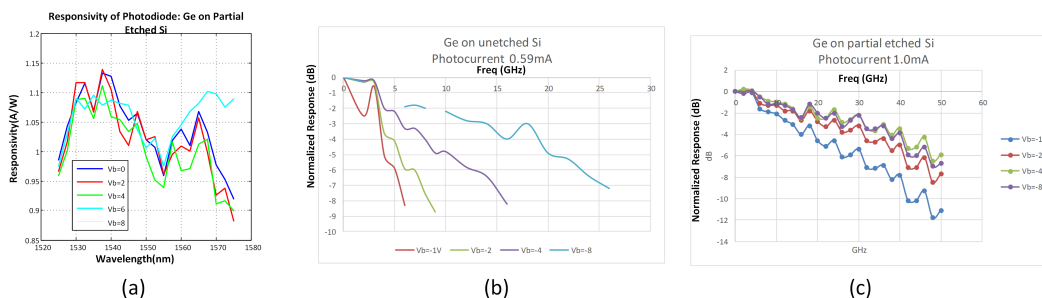 Responsivity of Photodiode: Ge on Partial
Etched Si
1.2
1.15
1.1
1.05
1
0.95
0.9
0.85
Responsivity(A/W)
Vb=0
Vb=2
Vb=4
Vb=6
Vb=8
1520 1530 1540 1550 1560 1570 1580
Wavelength(nm)
(a)
Ge on unetched Si
Photocurrent 0.59mA
Freq (GHz)
0 5 10 15 20 25 30
0
-1
-2
-3
-4
-5
-6
-7
-8
-9
-10
Normalized Response (dB)
Vb=-1V Vb=-2 Vb=-4 Vb=-8
(b)
Ge on partial etched Si
Photocurrent 1.0mA
Freq (GHz)
2
0
-2
-4
-6
-8
-10
-12
-14
0 10 20 30 40 50 60
Normalized Response (dB)
dB
GHz
Vb=-1
Vb=-2
Vb=-4
Vb=-8
(c)